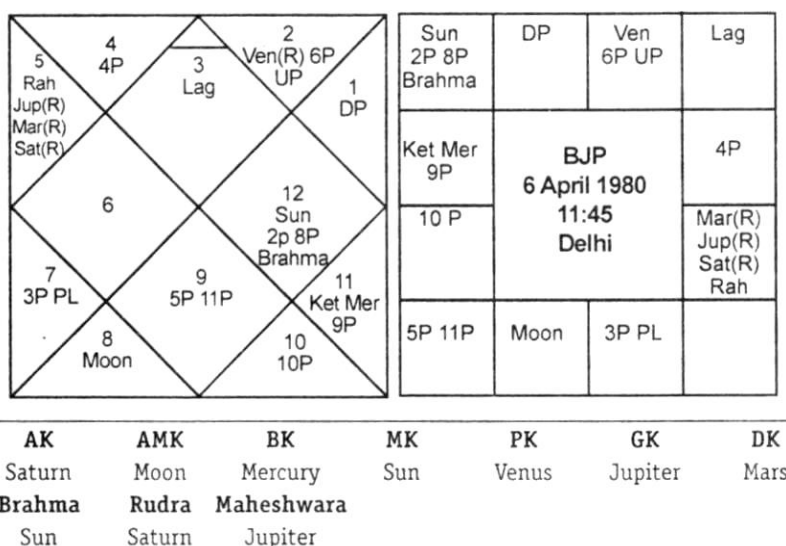 4
4P
5
Rah
Jup(R)
Mar(R)
Sat(R)
3
Lag
2
Ven(R) 6P
UP
1
DP
6
12
Sun
2p 8P
Brahma
7
3P PL
9
5P 11P
11
Ket Mer
9P
8
Moon
10
10P
Sun
2P 8P
Brahma
DP
Ven
6P UP
Lag
Ket Mer
9P
BJP
6 April 1980
11:45
Delhi
4P
10 P
Mar(R)
Jup(R)
Sat(R)
Rah
5P 11P
Moon
3P PL
AK AMK BK MK PK GK DK
Saturn Moon Mercury Sun Venus Jupiter Mars
Brahma Rudra Maheshwara
Sun Saturn Jupiter